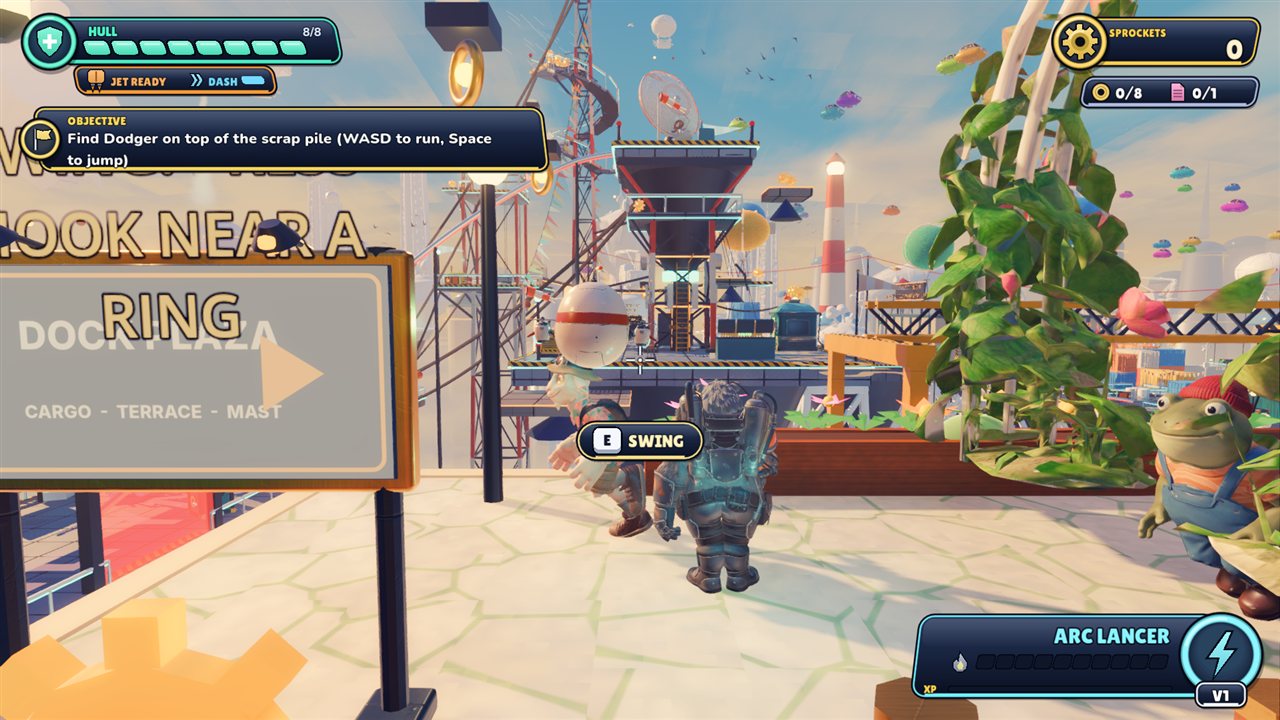 HULL
8/8
JET READY
DASH
OBJECTIVE
Find Dodger on top of the scrap pile (WASD to run, Space
to jump)
SPROCKETS
0
0/8
0/1
HOOK NEAR A
RING
DOCK PLAZA
CARGO - TERRACE - MAST
E SWING
ARC LANCER
XP
V1